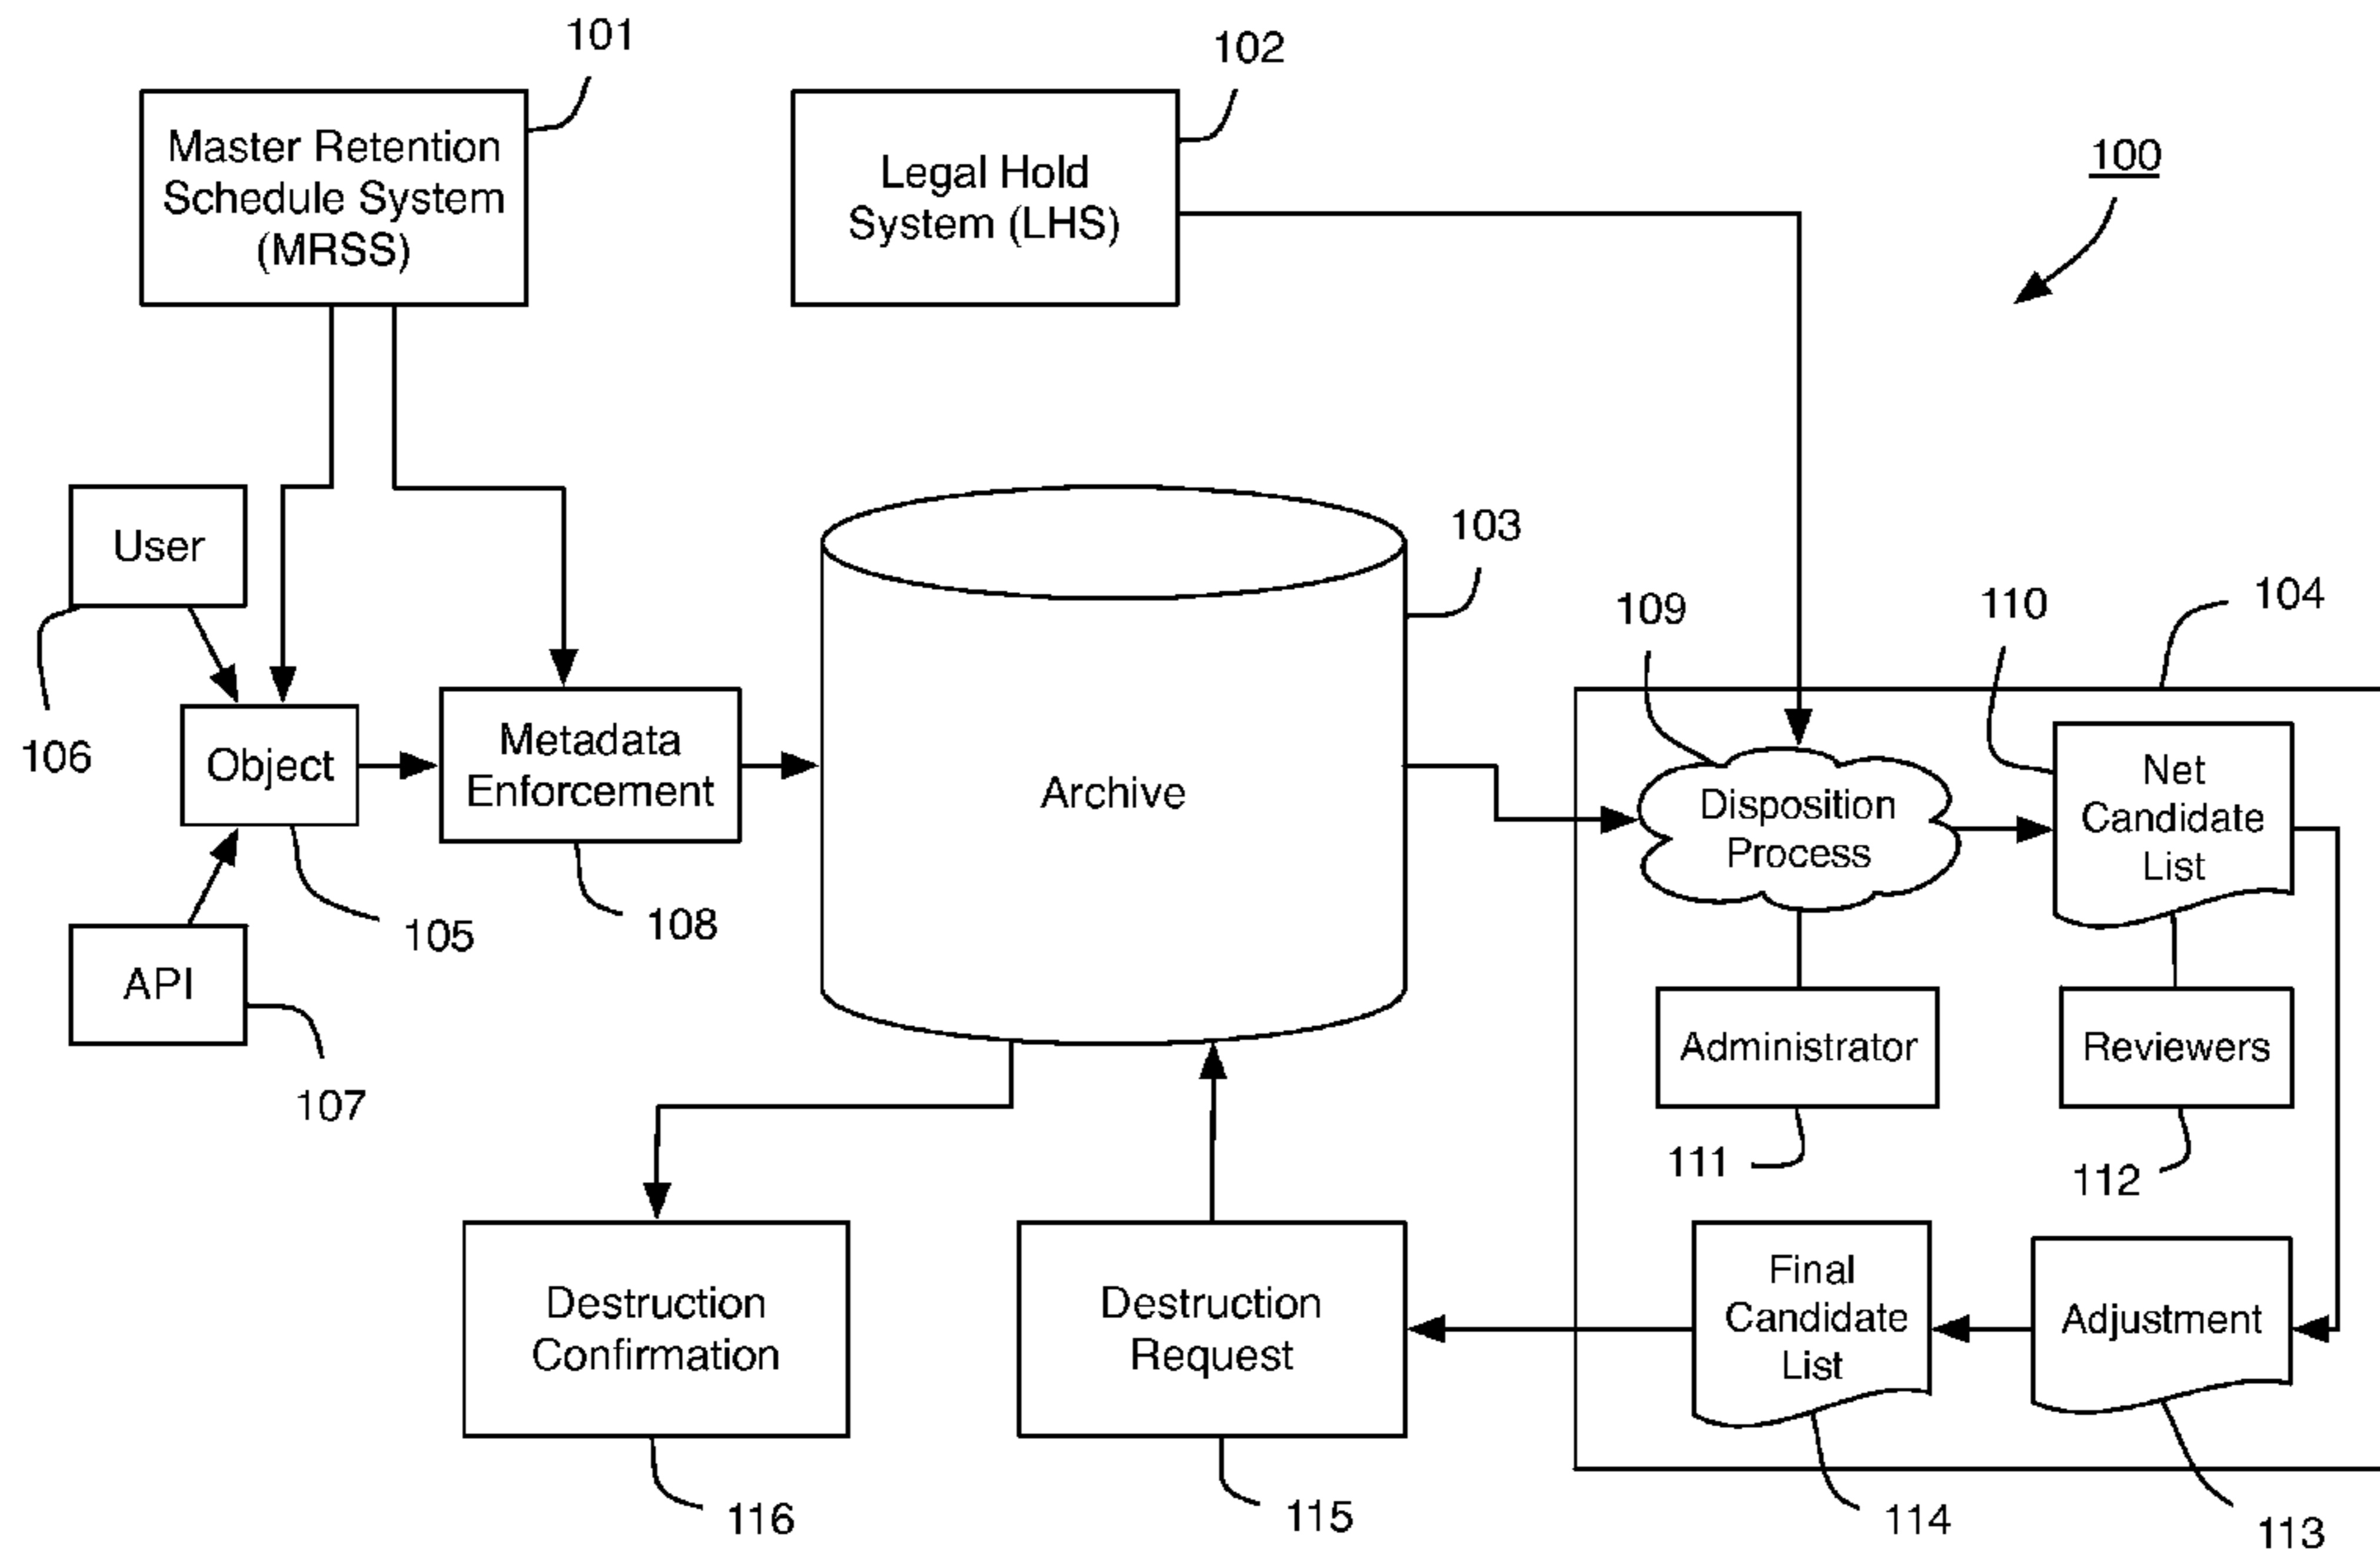 101
102
Master Retention
Schedule System
(MRSS)
Legal Hold
System (LHS)
100
User
103
109
110
104
106
Object
Metadada
Enforcement
Archive
Disposition
Process
Net
Candidate
List
105
108
API
107
Administrator
Reviewers
111
112
Destruction
Confirmation
Destruction
Request
Final
Candidate
List
Adjustment
116
115
114
113